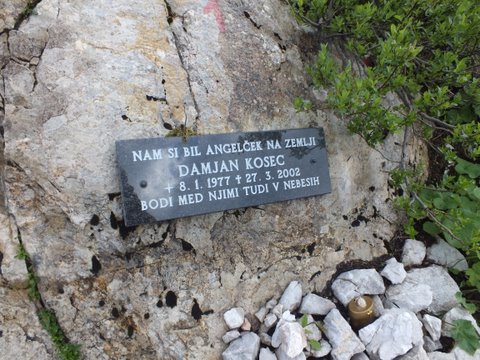 NAM SI BIL ANGELČEK NA ZEMLJI
DAMJAN KOSEC
+ 8. 1. 1977 + 27. 3. 2002
BODI MED NJIMI TUDI V NEBESIH